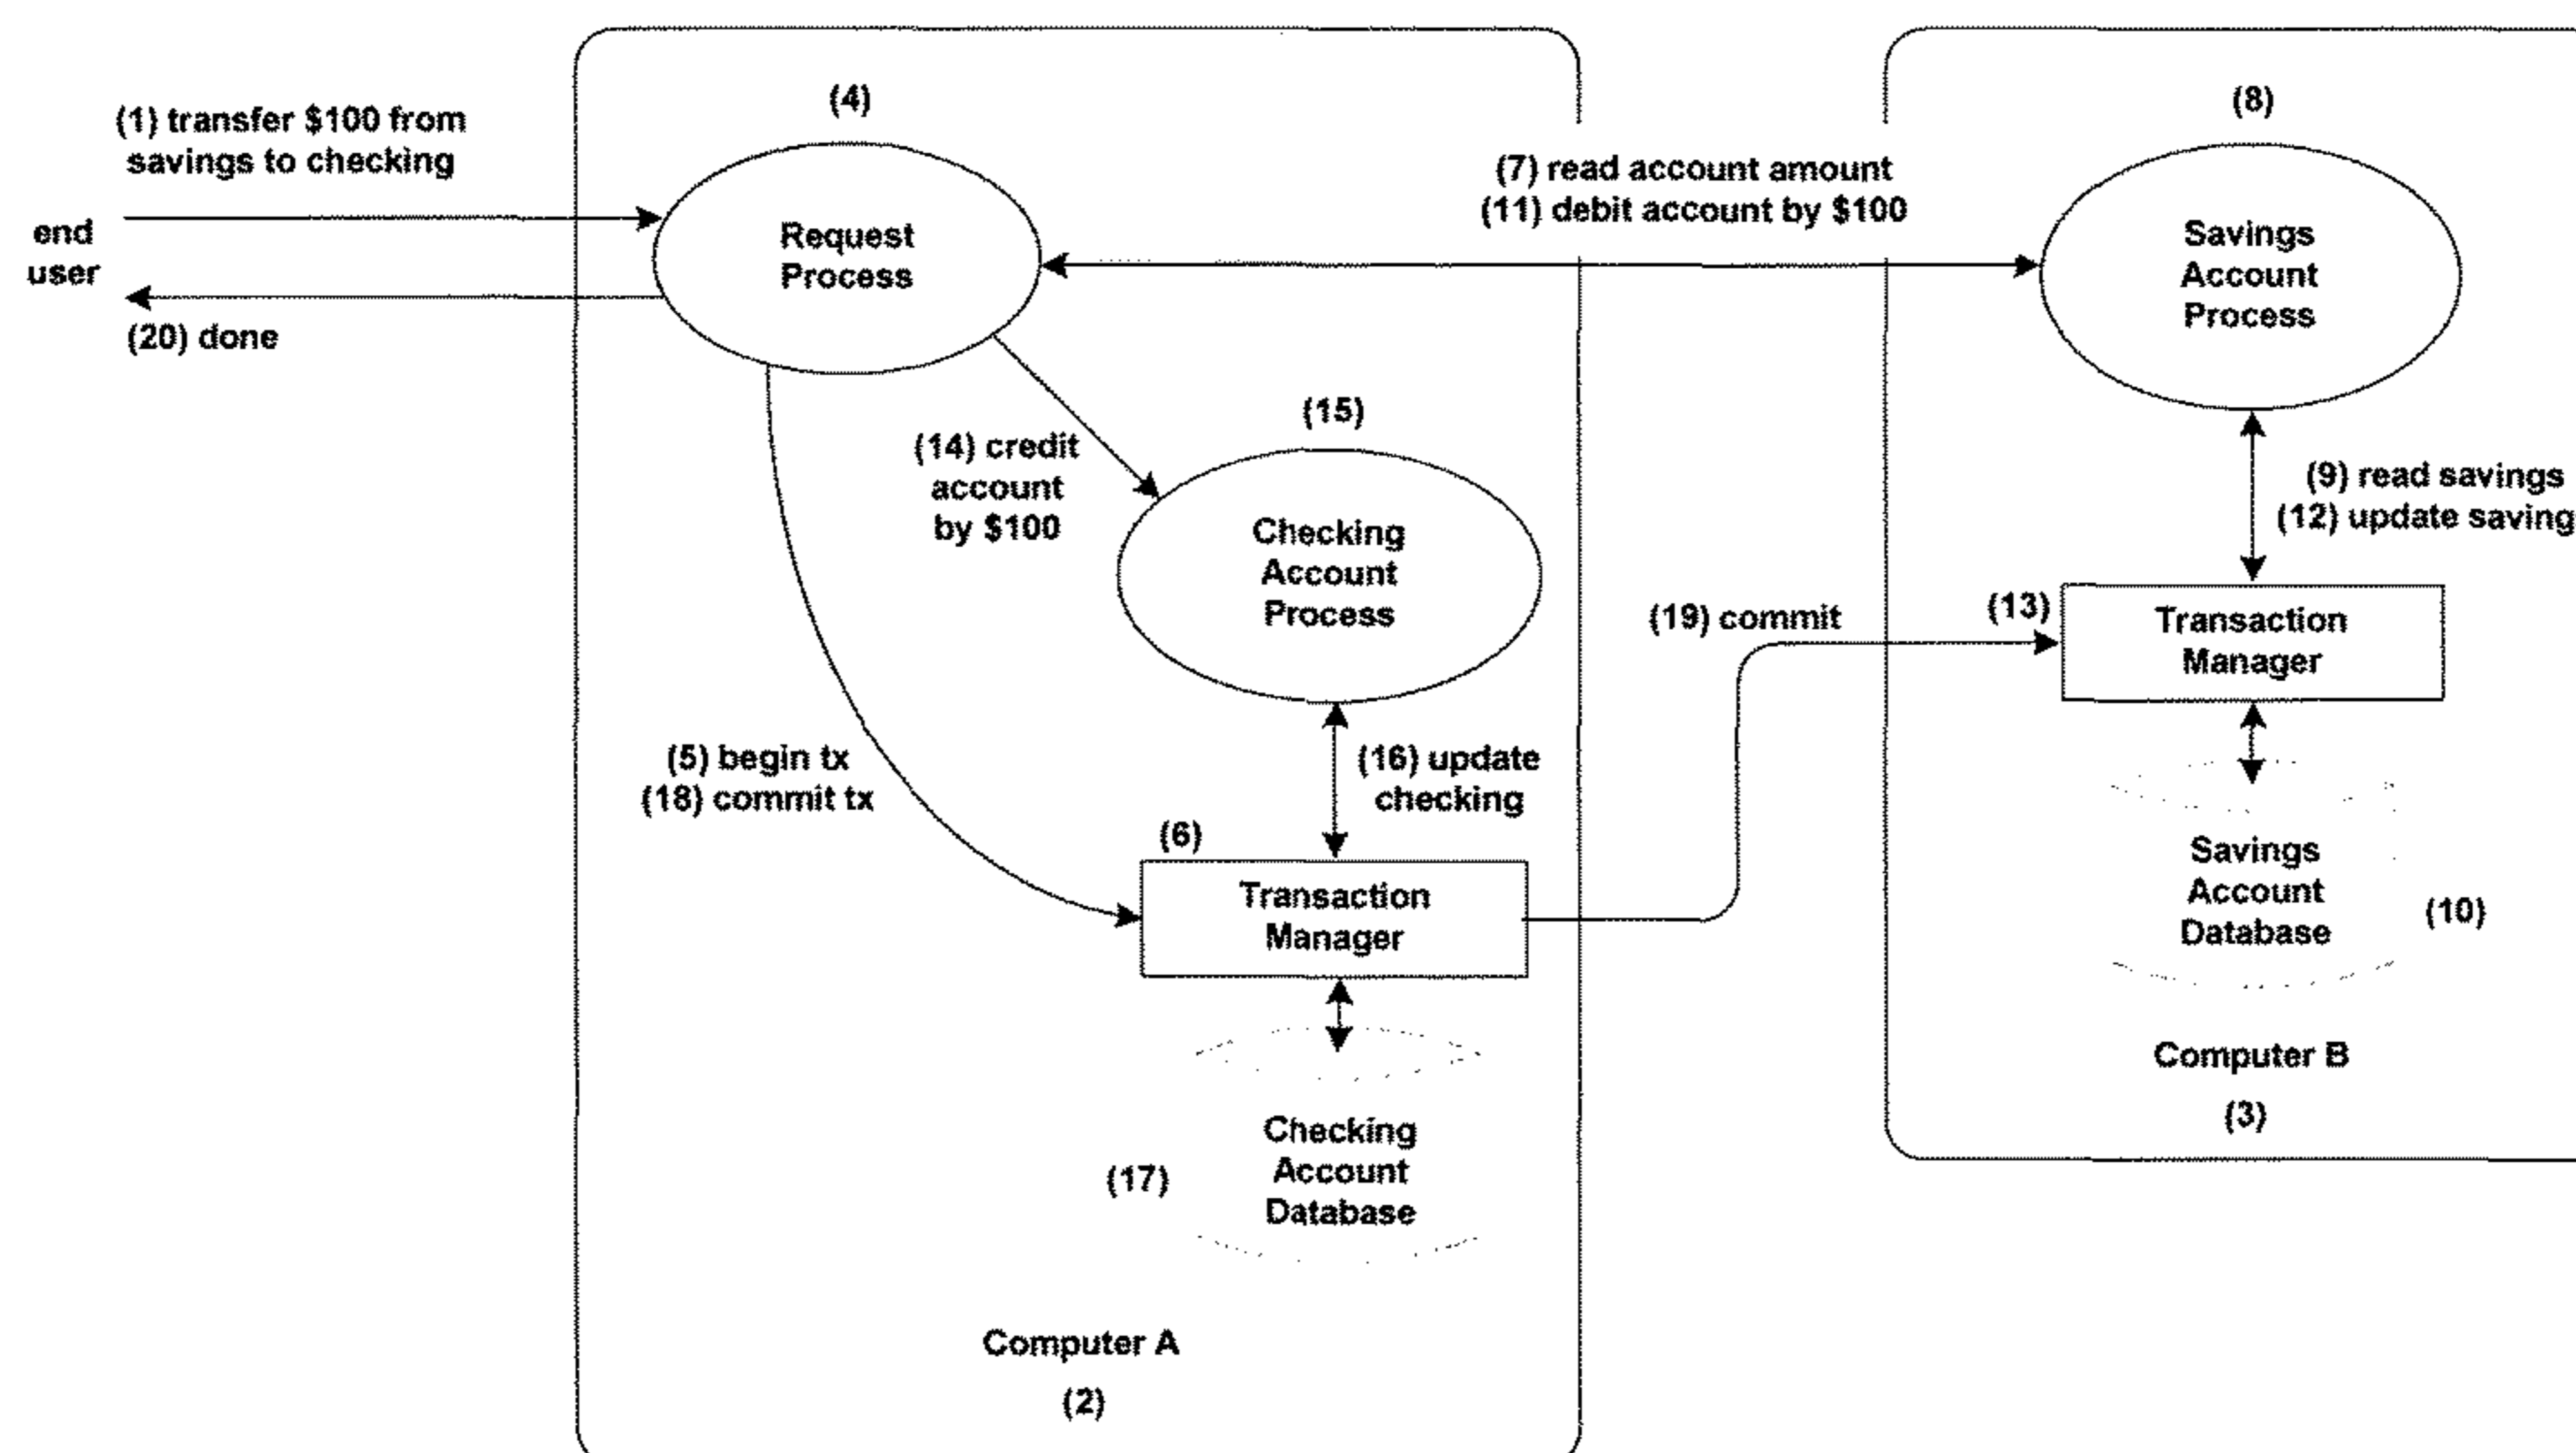 (1) transfer $100 from
savings to checking
end
user
(20) done
(4)
Request
Process
(7) read account amount
(11) debit account by $100
(8)
Savings
Account
Process
(14) credit
account
by $100
(15)
Checking
Account
Process
(9) read savings
(12) update saving
(5) begin tx
(18) commit tx
(16) update
checking
(19) commit
(13)
Transaction
Manager
(6)
Transaction
Manager
Savings
Account
Database
(10)
Computer B
(3)
(17)
Checking
Account
Database
Computer A
(2)